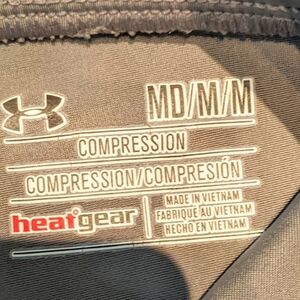 MD/M/M
COMPRESSION
COMPRESSION/COMPRESIÓN
heatgear
MADE IN VIETNAM
FABRIQUÉ AU VIETNAM
HECHO EN VIETNAM